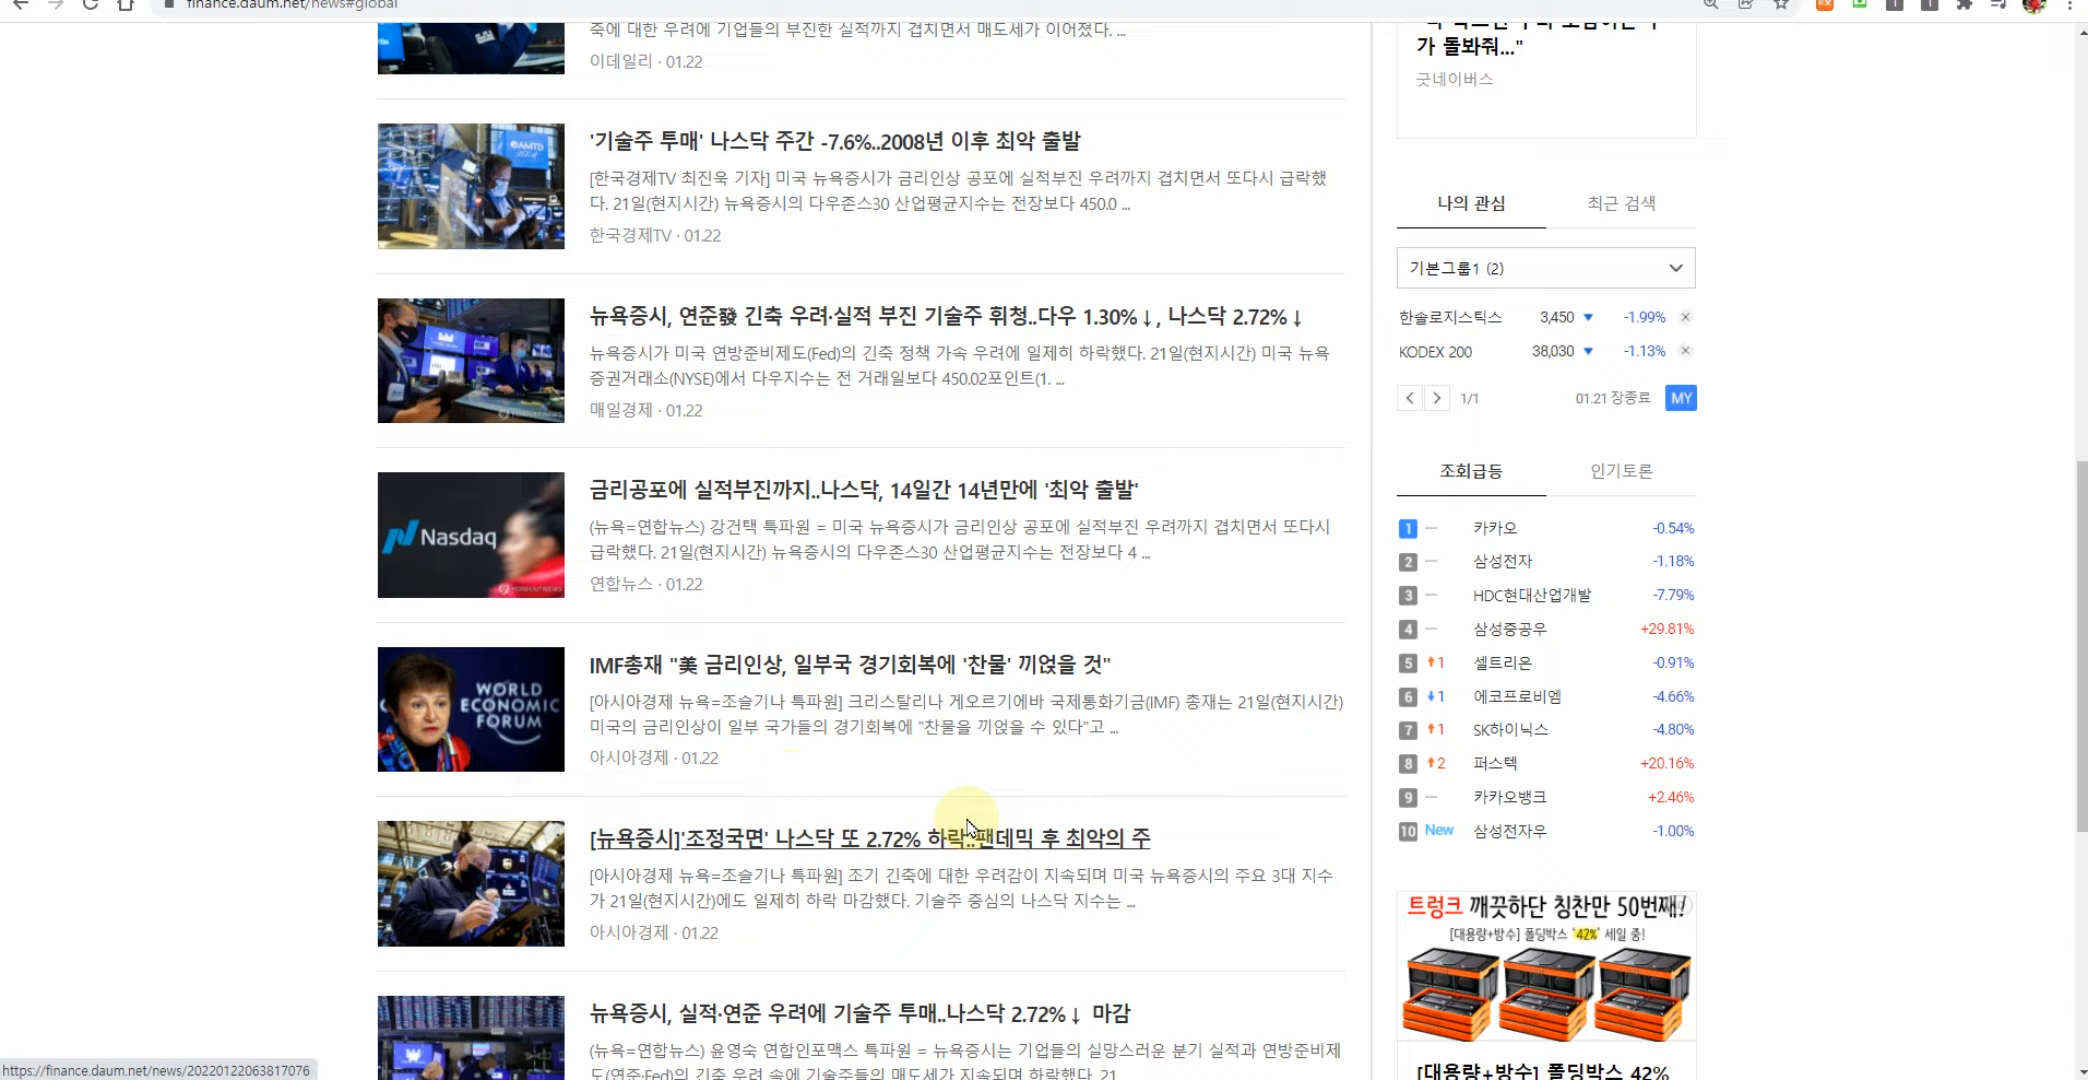 finance.daum.net/news#global
축에 대한 우려에 기업들의 부진한 실적까지 겹치면서 매도세가 이어졌다. ...
이데일리 · 01.22
'기술주 투매' 나스닥 주간 -7.6%..2008년 이후 최악 출발
[한국경제TV 최진욱 기자] 미국 뉴욕증시가 금리인상 공포에 실적부진 우려까지 겹치면서 또다시 급락했
다. 21일(현지시간) 뉴욕증시의 다우존스30 산업평균지수는 전장보다 450.0 ...
한국경제TV · 01.22
뉴욕증시, 연준發 긴축 우려·실적 부진 기술주 휘청..다우 1.30%↓, 나스닥 2.72%↓
뉴욕증시가 미국 연방준비제도(Fed)의 긴축 정책 가속 우려에 일제히 하락했다. 21일(현지시간) 미국 뉴욕
증권거래소(NYSE)에서 다우지수는 전 거래일보다 450.02포인트(1. ...
매일경제 · 01.22
Nasdaq
YONHAP NEWS
금리공포에 실적부진까지..나스닥, 14일간 14년만에 '최악 출발'
(뉴욕=연합뉴스) 강건택 특파원 = 미국 뉴욕증시가 금리인상 공포에 실적부진 우려까지 겹치면서 또다시
급락했다. 21일(현지시간) 뉴욕증시의 다우존스30 산업평균지수는 전장보다 4 ...
연합뉴스 · 01.22
WORLD
ECONOMIC
FORUM
IMF총재 "美 금리인상, 일부국 경기회복에 '찬물' 끼얹을 것"
[아시아경제 뉴욕=조슬기나 특파원] 크리스탈리나 게오르기에바 국제통화기금(IMF) 총재는 21일(현지시간)
미국의 금리인상이 일부 국가들의 경기회복에 "찬물을 끼얹을 수 있다"고 ...
아시아경제 · 01.22
[뉴욕증시]'조정국면' 나스닥 또 2.72% 하락..팬데믹 후 최악의 주
[아시아경제 뉴욕=조슬기나 특파원] 조기 긴축에 대한 우려감이 지속되며 미국 뉴욕증시의 주요 3대 지수
가 21일(현지시간)에도 일제히 하락 마감했다. 기술주 중심의 나스닥 지수는 ...
아시아경제 · 01.22
뉴욕증시, 실적·연준 우려에 기술주 투매..나스닥 2.72%↓ 마감
(뉴욕=연합뉴스) 윤영숙 연합인포맥스 특파원 = 뉴욕증시는 기업들의 실망스러운 분기 실적과 연방준비제
도(연준·Fed)의 긴축 우려 속에 기술주들의 매도세가 지속되며 하락했다. 21
https://finance.daum.net/news/20220122063817076
가 돌봐줘..."
굿네이버스
나의 관심 최근 검색
기본그룹1 (2)
한솔로지스틱스 3,450 ▼ -1.99% ×
KODEX 200 38,030 ▼ -1.13% ×
1/1 01.21 장종료 MY
조회급등 인기토론
1 — 카카오 -0.54%
2 — 삼성전자 -1.18%
3 — HDC현대산업개발 -7.79%
4 — 삼성중공우 +29.81%
5 ↑1 셀트리온 -0.91%
6 ↓1 에코프로비엠 -4.66%
7 ↑1 SK하이닉스 -4.80%
8 ↑2 퍼스텍 +20.16%
9 — 카카오뱅크 +2.46%
10 New 삼성전자우 -1.00%
트렁크 깨끗하단 칭찬만 50번째!
[대용량+방수] 폴딩박스 '42%' 세일 중!
[대용량+방수] 폴딩박스 42%